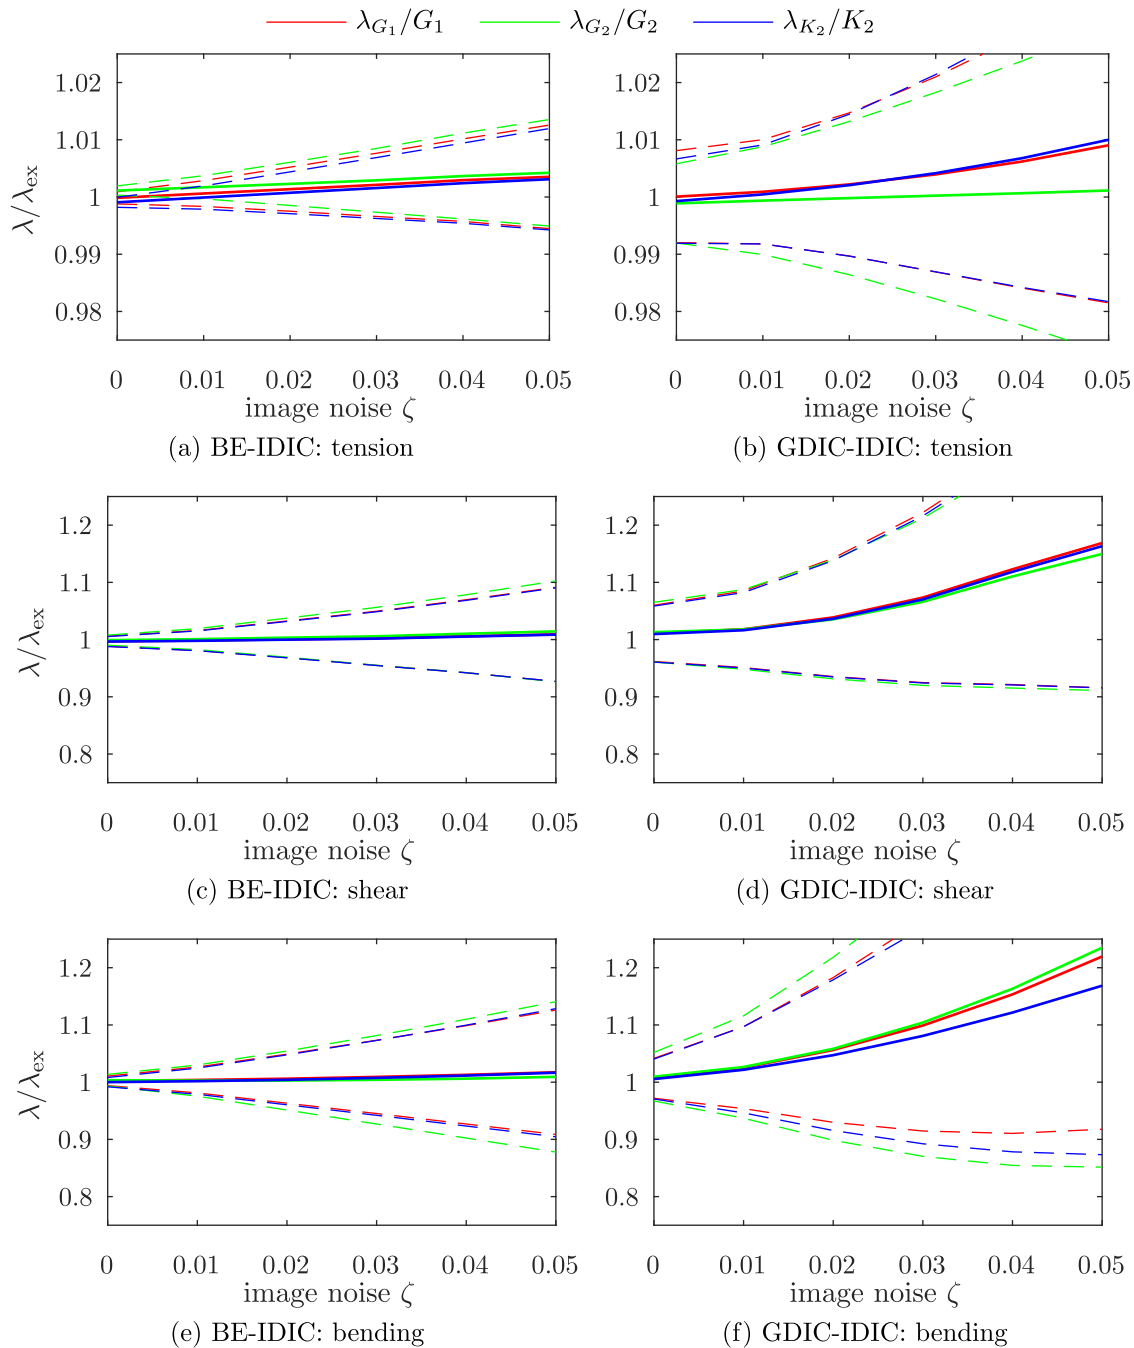 λ_{G_1}/G_1 λ_{G_2}/G_2 λ_{K_2}/K_2
λ/λ_ex
1.02
1.01
1
0.99
0.98
0 0.01 0.02 0.03 0.04 0.05
image noise ζ
(a) BE-IDIC: tension
1.02
1.01
1
0.99
0.98
0 0.01 0.02 0.03 0.04 0.05
image noise ζ
(b) GDIC-IDIC: tension
λ/λ_ex
1.2
1.1
1
0.9
0.8
0 0.01 0.02 0.03 0.04 0.05
image noise ζ
(c) BE-IDIC: shear
1.2
1.1
1
0.9
0.8
0 0.01 0.02 0.03 0.04 0.05
image noise ζ
(d) GDIC-IDIC: shear
λ/λ_ex
1.2
1.1
1
0.9
0.8
0 0.01 0.02 0.03 0.04 0.05
image noise ζ
(e) BE-IDIC: bending
1.2
1.1
1
0.9
0.8
0 0.01 0.02 0.03 0.04 0.05
image noise ζ
(f) GDIC-IDIC: bending